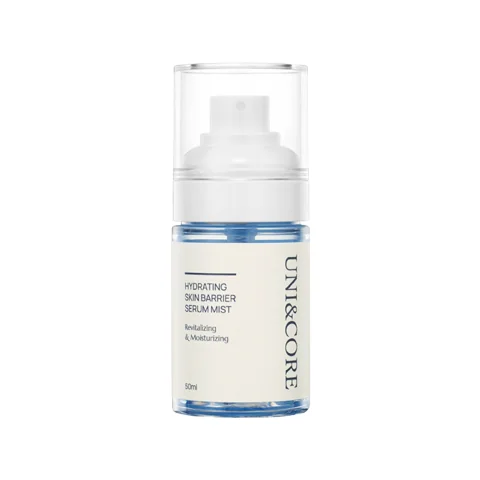 HYDRATING
SKIN BARRIER
SERUM MIST
Revitalizing
& Moisturizing
50ml
UNI&CORE